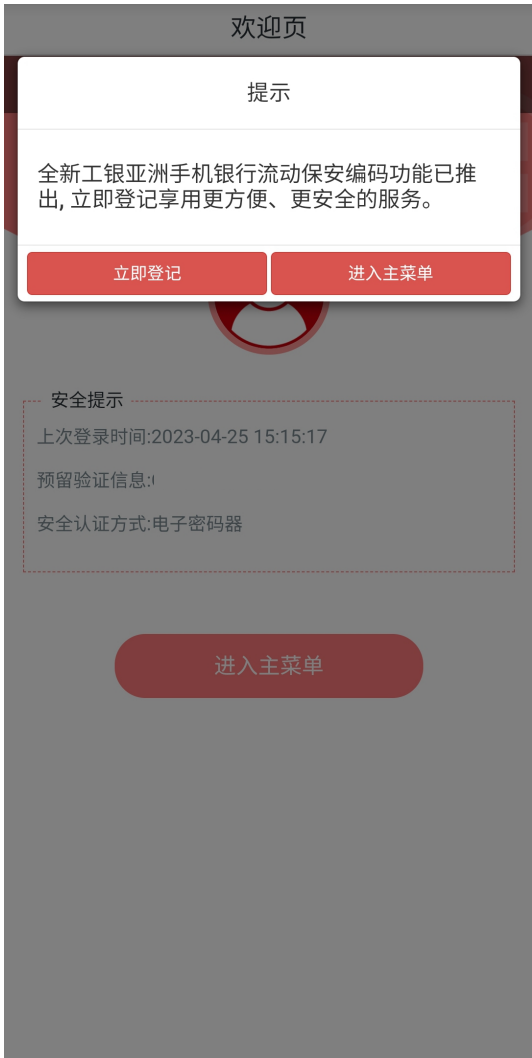 欢迎页
提示
全新工银亚洲手机银行流动保安编码功能已推
出, 立即登记享用更方便、更安全的服务。
立即登记
进入主菜单
安全提示
上次登录时间:2023-04-25 15:15:17
预留验证信息:
安全认证方式:电子密码器
进入主菜单